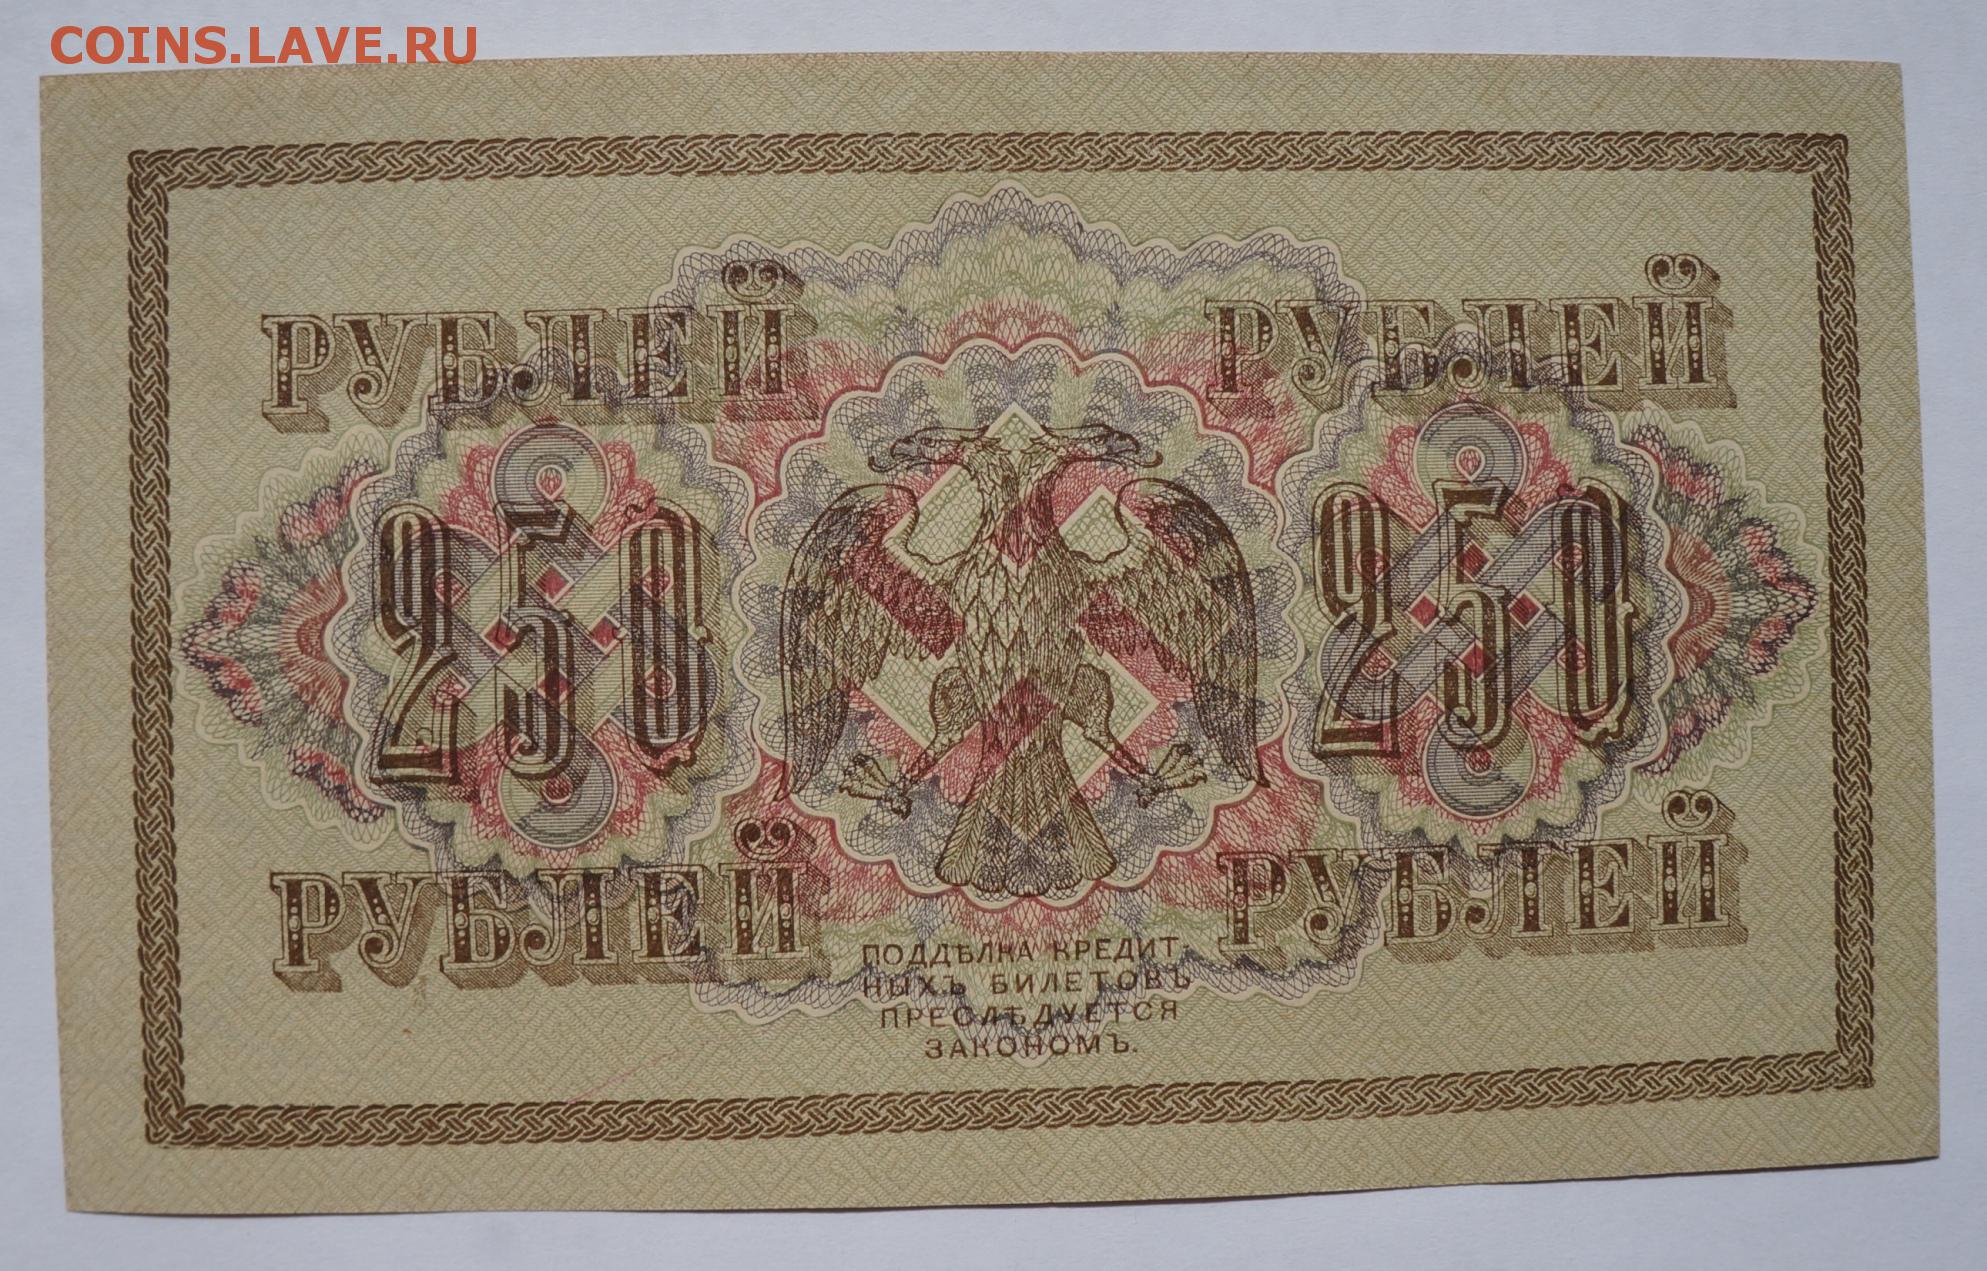 COINS.LAVE.RU
РУБЛЕЙ РУБЛЕЙ
250 250
РУБЛЕЙ РУБЛЕЙ
ПОДДѢЛКА КРЕДИТ-
НЫХЪ БИЛЕТОВЪ
ПРЕСЛѢДУЕТСЯ
ЗАКОНОМЪ.